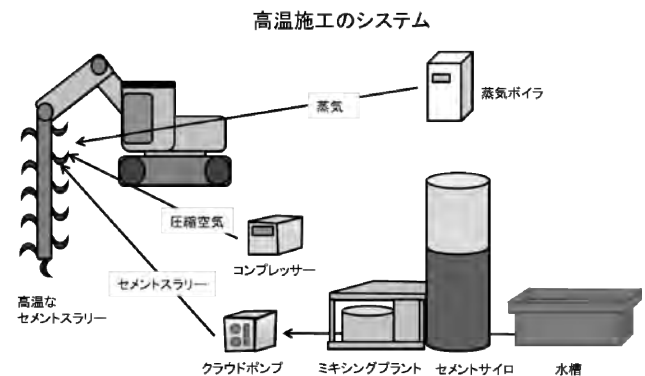 高温施工のシステム
蒸気
蒸気ボイラ
圧縮空気
コンプレッサー
セメントスラリー
高温な
セメントスラリー
クラウドポンプ
ミキシングプラント
セメントサイロ
水槽